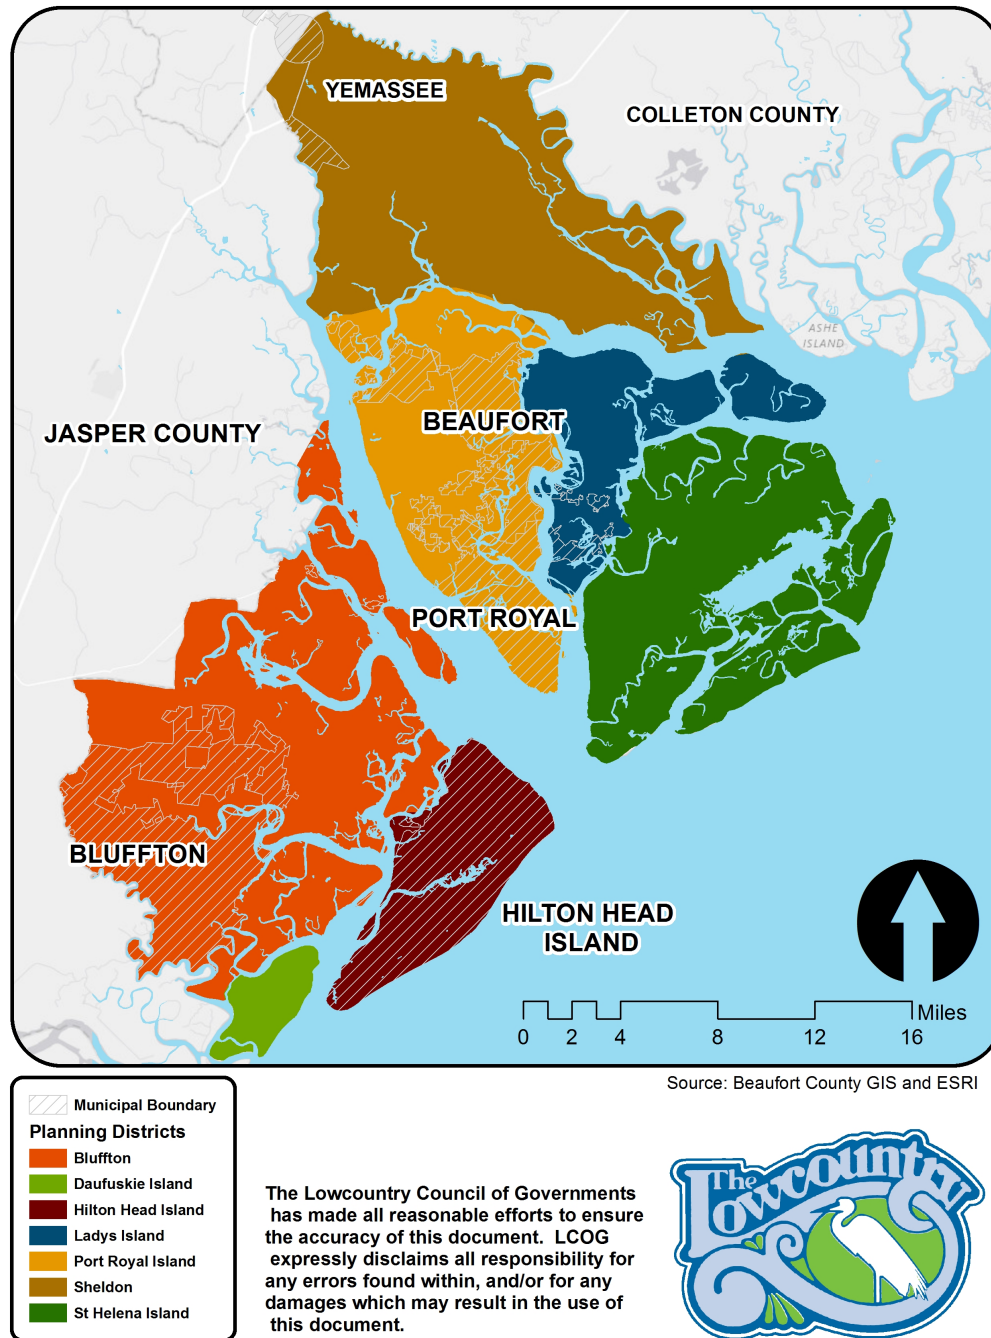 YEMASSEE
COLLETON COUNTY
ASHE
ISLAND
JASPER COUNTY
BEAUFORT
PORT ROYAL
BLUFFTON
HILTON HEAD
ISLAND
Miles
0 2 4 8 12 16
Source: Beaufort County GIS and ESRI
Municipal Boundary
Planning Districts
Bluffton
Daufuskie Island
Hilton Head Island
Ladys Island
Port Royal Island
Sheldon
St Helena Island
The Lowcountry Council of Governments
has made all reasonable efforts to ensure
the accuracy of this document. LCOG
expressly disclaims all responsibility for
any errors found within, and/or for any
damages which may result in the use of
this document.
The
Lowcountry